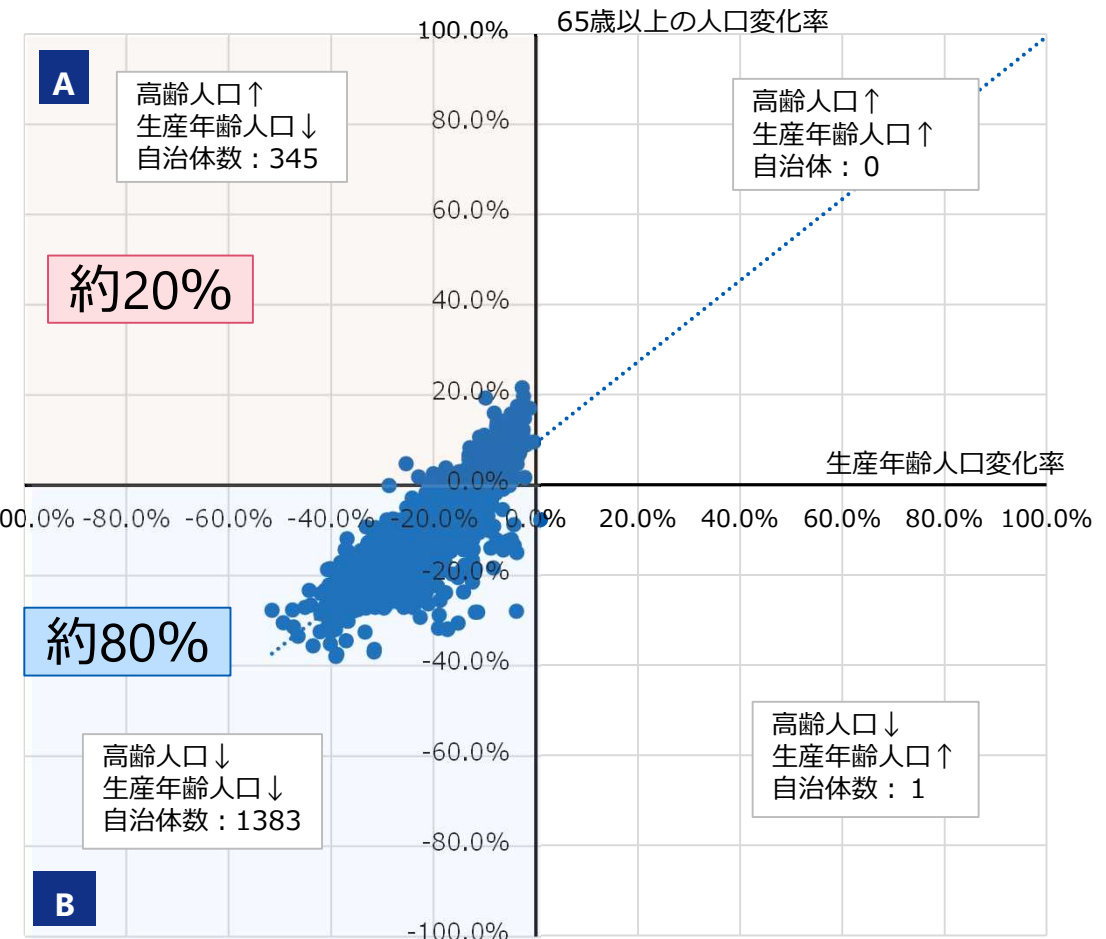 65歳以上の人口変化率
A
高齢人口↑
生産年齢人口↓
自治体数：345
高齢人口↑
生産年齢人口↑
自治体：0
約20%
100.0%
80.0%
60.0%
40.0%
20.0%
0.0%
-20.0%
-40.0%
-60.0%
-80.0%
-100.0%
生産年齢人口変化率
00.0% -80.0% -60.0% -40.0% -20.0% 0.0% 20.0% 40.0% 60.0% 80.0% 100.0%
約80%
高齢人口↓
生産年齢人口↓
自治体数：1383
高齢人口↓
生産年齢人口↑
自治体数：1
B